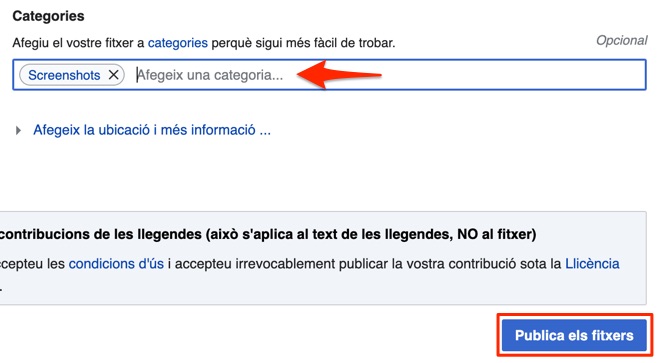 Categories
Afegiu el vostre fitxer a categories perquè sigui més fàcil de trobar.
Opcional
Screenshots × Afegeix una categoria...
Afegeix la ubicació i més informació ...
contribucions de les llegendes (això s'aplica al text de les llegendes, NO al fitxer)
les condicions d'ús i accepteu irrevocablement publicar la vostra contribució sota la Llicència
.
Publica els fitxers